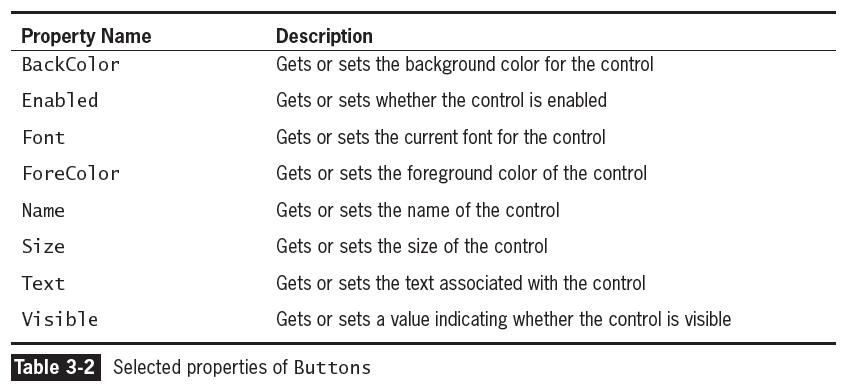 Property Name Description
BackColor Gets or sets the background color for the control
Enabled Gets or sets whether the control is enabled
Font Gets or sets the current font for the control
ForeColor Gets or sets the foreground color of the control
Name Gets or sets the name of the control
Size Gets or sets the size of the control
Text Gets or sets the text associated with the control
Visible Gets or sets a value indicating whether the control is visible
Table 3-2 Selected properties of Buttons